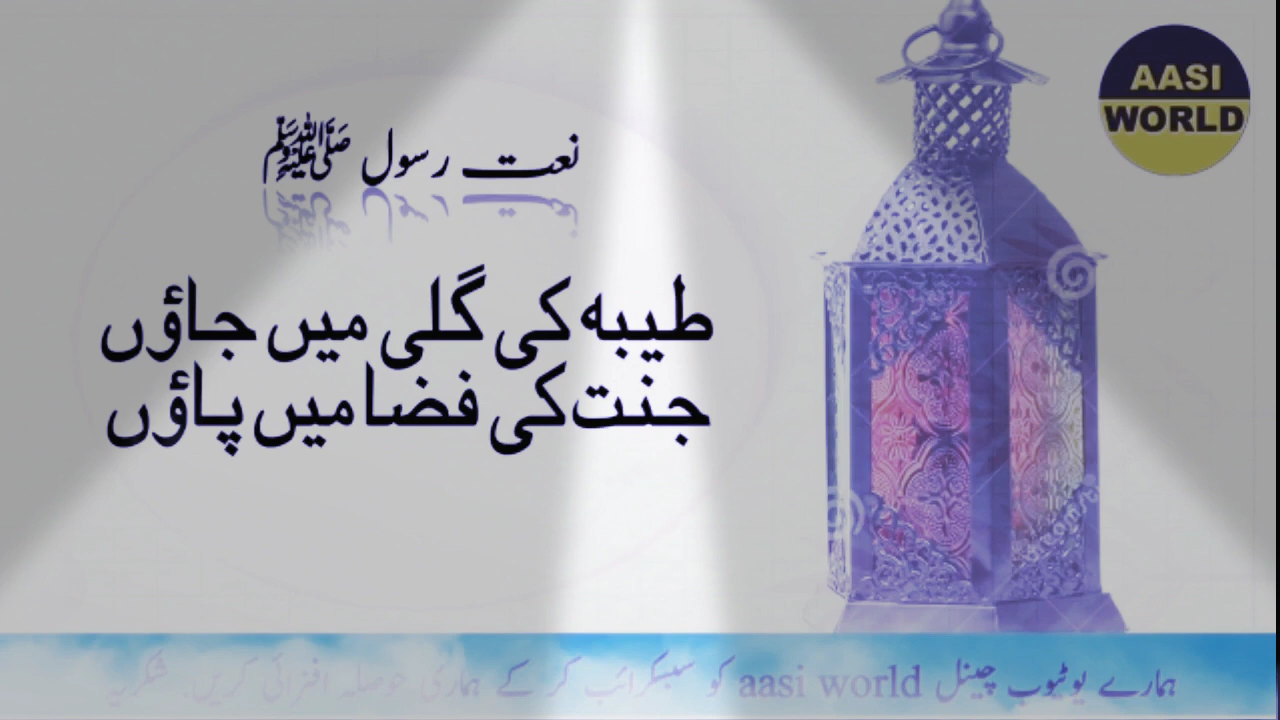 AASI
WORLD
نعت رسول ﷺ
طیبہ کی گلی میں جاؤں
جنت کی فضا میں پاؤں
ہمارے یوٹیوب چینل aasi world کو سبسکرائب کر کے ہماری حوصلہ افزائی کریں۔ شکریہ